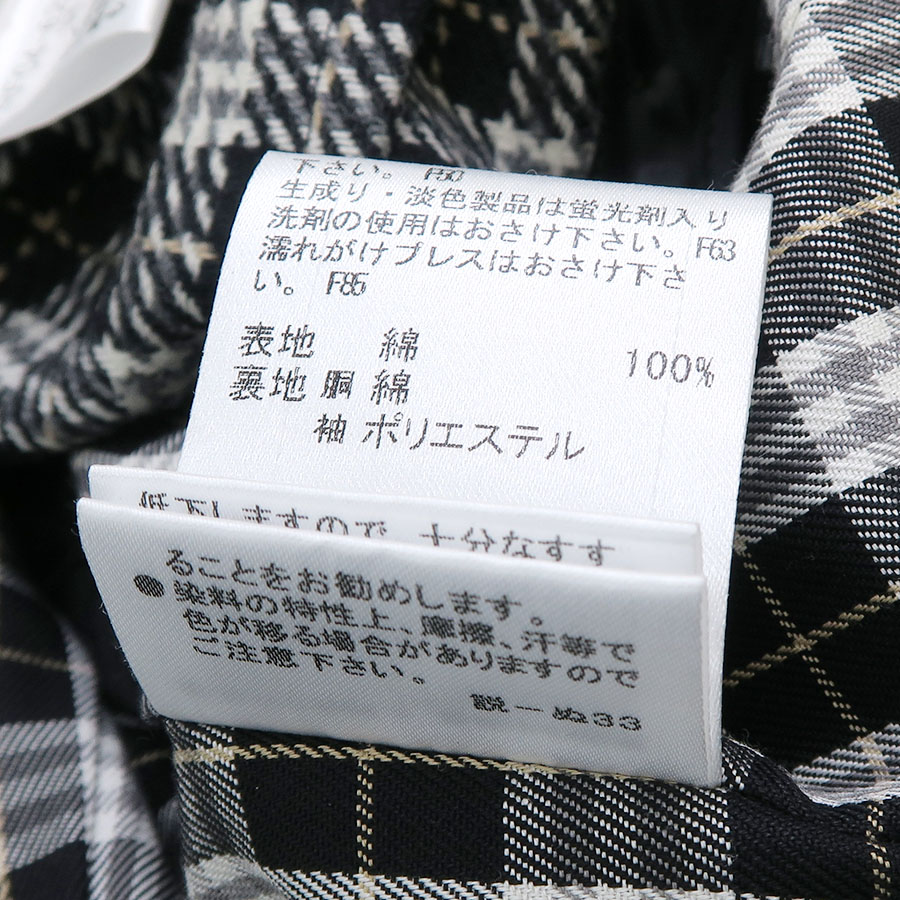 下さい。
生成り・淡色製品は蛍光剤入り
洗剤の使用はおさけ下さい。F63
濡れがけプレスはおさけ下さ
い。F85
表地 綿 100%
裏地 胴 綿
袖 ポリエステル
低下しますので、十分なすす
ることをお勧めします。
●染料の特性上、摩擦、汗等で
色が移る場合がありますので
ご注意下さい。
説－ぬ33